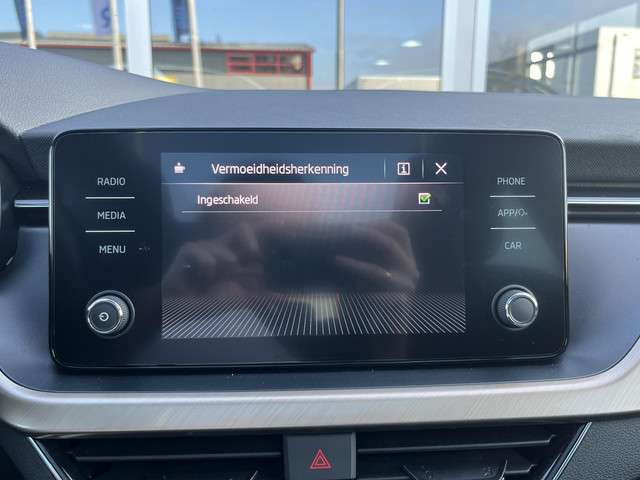 Vermoeidheidsherkenning
Ingeschakeld
RADIO
MEDIA
MENU
PHONE
APP/
CAR